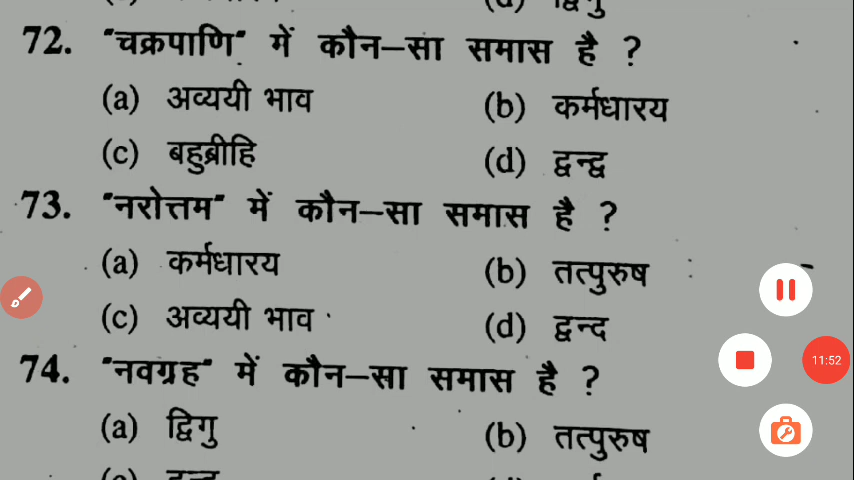 72. "चक्रपाणि" में कौन–सा समास है ?
(a) अव्ययी भाव (b) कर्मधारय
(c) बहुब्रीहि (d) द्वन्द्व
73. "नरोत्तम" में कौन–सा समास है ?
(a) कर्मधारय (b) तत्पुरुष
(c) अव्ययी भाव (d) द्वन्द
74. "नवग्रह" में कौन–सा समास है ?
(a) द्विगु (b) तत्पुरुष
11:52